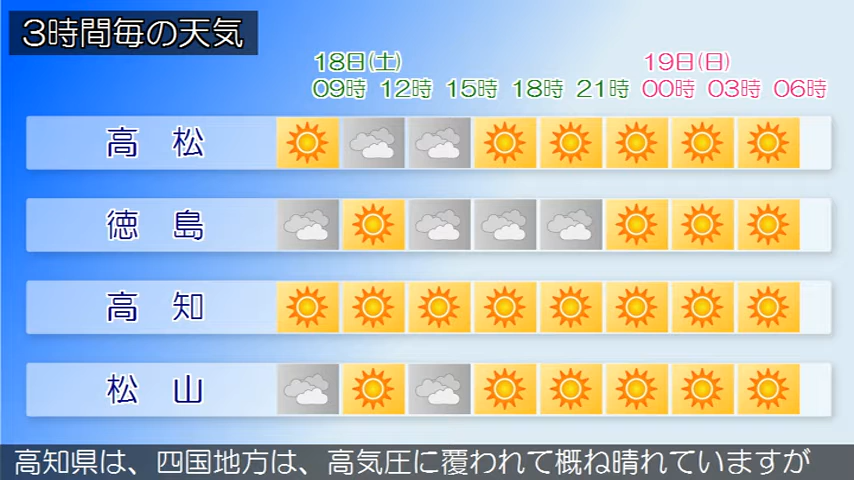 3時間毎の天気
18日(土) 19日(日)
09時 12時 15時 18時 21時 00時 03時 06時
高松
徳島
高知
松山
高知県は、四国地方は、高気圧に覆われて概ね晴れていますが